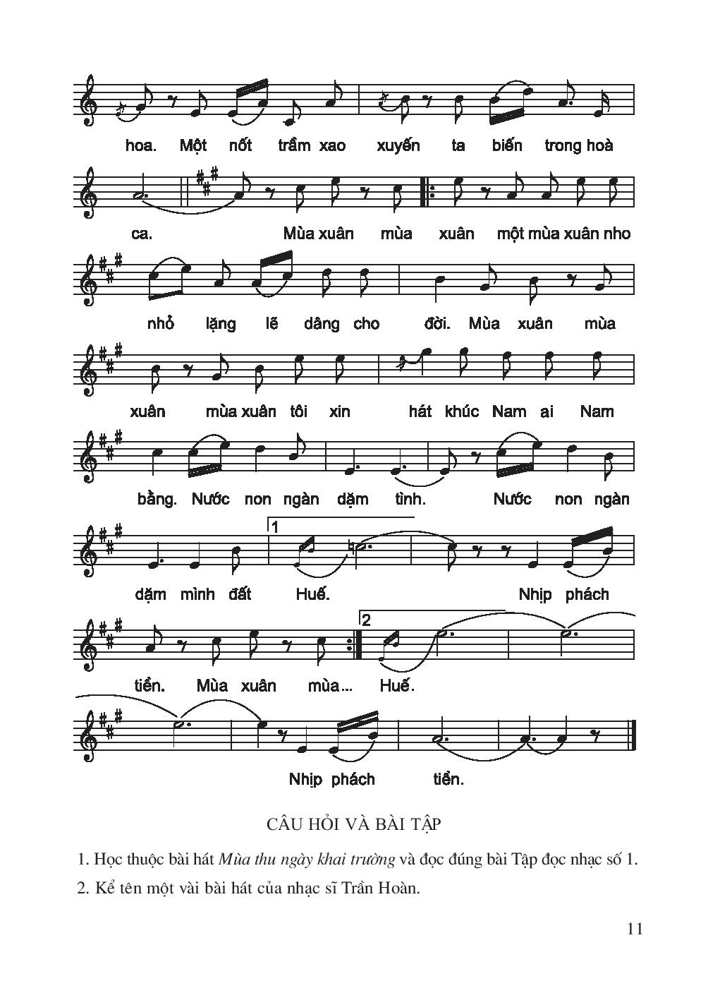 hoa. Một nốt trầm xao xuyến ta biến trong hoà
ca. Mùa xuân mùa xuân một mùa xuân nho
nhỏ lặng lẽ dâng cho đời. Mùa xuân mùa
xuân mùa xuân tôi xin hát khúc Nam ai Nam
bằng. Nước non ngàn dặm tình. Nước non ngàn
1
dặm mình đất Huế. Nhịp phách
2
tiền. Mùa xuân mùa... Huế.
Nhịp phách tiền.
CÂU HỎI VÀ BÀI TẬP
1. Học thuộc bài hát Mùa thu ngày khai trường và đọc đúng bài Tập đọc nhạc số 1.
2. Kể tên một vài bài hát của nhạc sĩ Trần Hoàn.
11